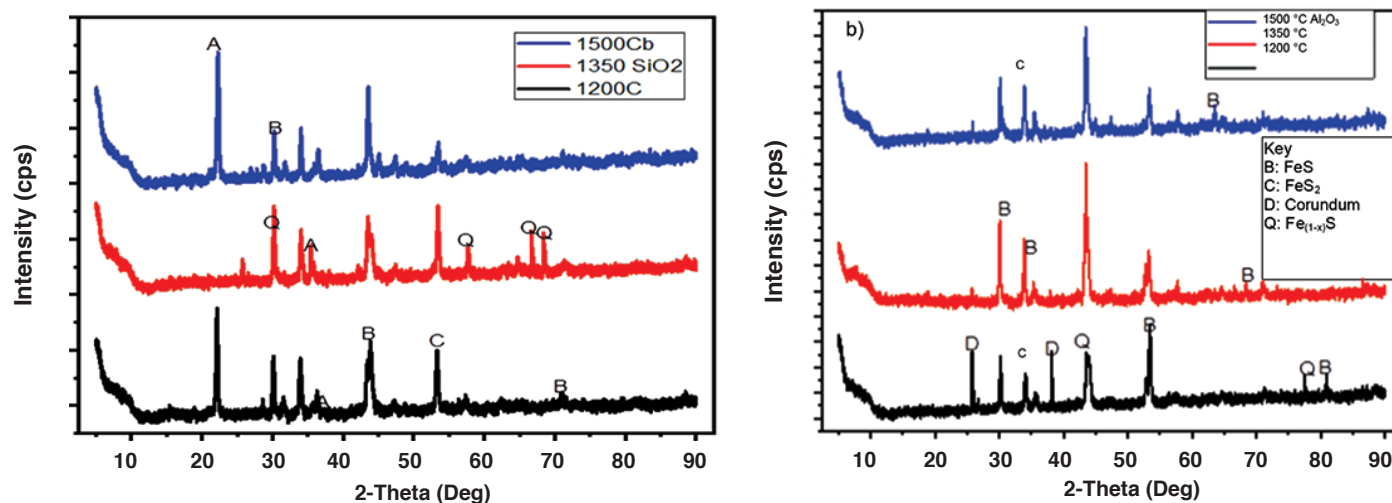 Intensity (cps)
A
1500Cb
1350 SiO2
1200C
B
Q
A
Q
Q
Q
B
C
A
B
10 20 30 40 50 60 70 80 90
2-Theta (Deg)
Intensity (cps)
b)
1500 °C Al₂O₃
1350 °C
1200 °C
c
B
Key
B: FeS
C: FeS₂
D: Corundum
Q: Fe₍₁₋ₓ₎S
B
B
B
D
c
D
Q
B
Q
B
10 20 30 40 50 60 70 80 90
2-Theta (Deg)